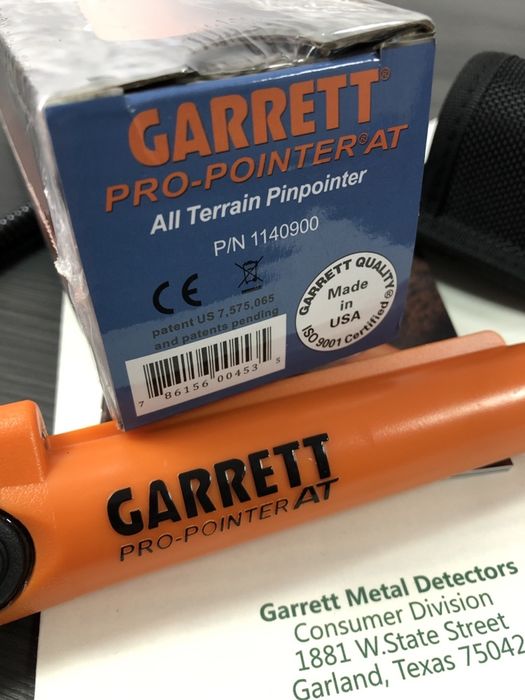 GARRETT®
PRO-POINTER® AT
All Terrain Pinpointer
P/N 1140900
CE
patent US 7,575,065
and patents pending
GARRETT QUALITY
Made
in
USA
ISO 9001 Certified
7 86156 00453 5
GARRETT
PRO-POINTER AT
Garrett Metal Detectors
Consumer Division
1881 W.State Street
Garland, Texas 75042